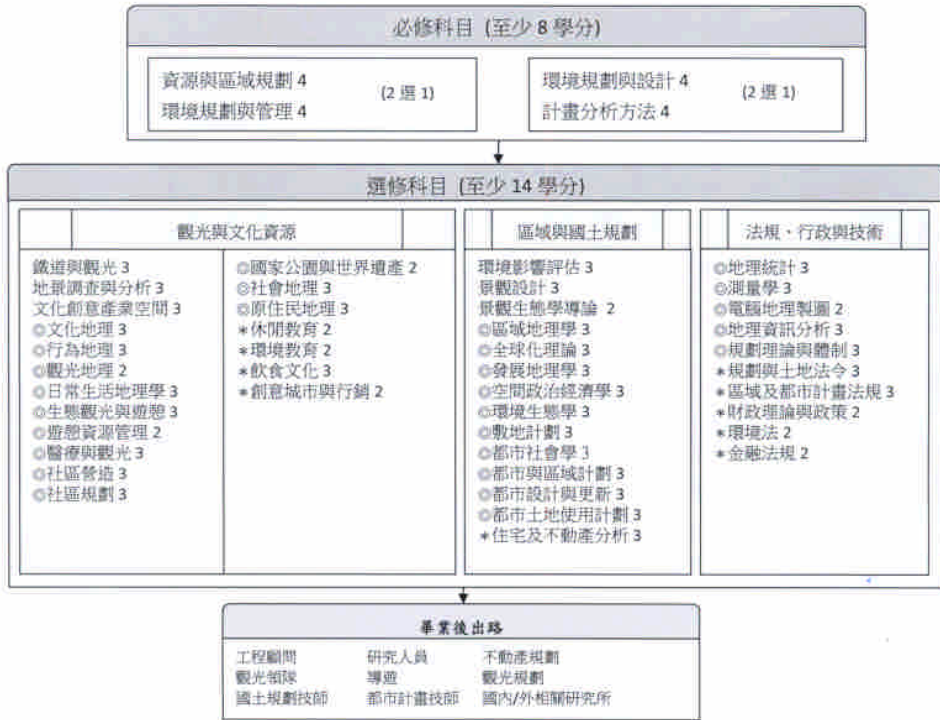 必修科目 (至少 8 學分)
資源與區域規劃 4
環境規劃與管理 4
(2 選 1)
環境規劃與設計 4
計畫分析方法 4
(2 選 1)
選修科目 (至少 14 學分)
觀光與文化資源
鐵道與觀光 3
地景調查與分析 3
文化創意產業空間 3
◎文化地理 3
◎行為地理 3
◎觀光地理 2
◎日常生活地理學 3
◎生態觀光與遊憩 3
◎遊憩資源管理 2
◎醫療與觀光 3
◎社區營造 3
◎社區規劃 3
◎國家公園與世界遺產 2
◎社會地理 3
◎原住民地理 3
*休閒教育 2
*環境教育 2
*飲食文化 3
*創意城市與行銷 2
區域與國土規劃
環境影響評估 3
景觀設計 3
景觀生態學導論 2
◎區域地理學 3
◎全球化理論 3
◎發展地理學 3
◎空間政治經濟學 3
◎環境生態學 3
◎敷地計劃 3
◎都市社會學 3
◎都市與區域計劃 3
◎都市設計與更新 3
◎都市土地使用計劃 3
*住宅及不動產分析 3
法規、行政與技術
◎地理統計 3
◎測量學 3
◎電腦地理製圖 2
◎地理資訊分析 3
◎規劃理論與體制 3
*規劃與土地法令 3
*區域及都市計畫法規 3
*財政理論與政策 2
*環境法 2
*金融法規 2
畢業後出路
工程顧問 研究人員 不動產規劃
觀光領隊 導遊 觀光規劃
國土規劃技師 都市計畫技師 國內/外相關研究所